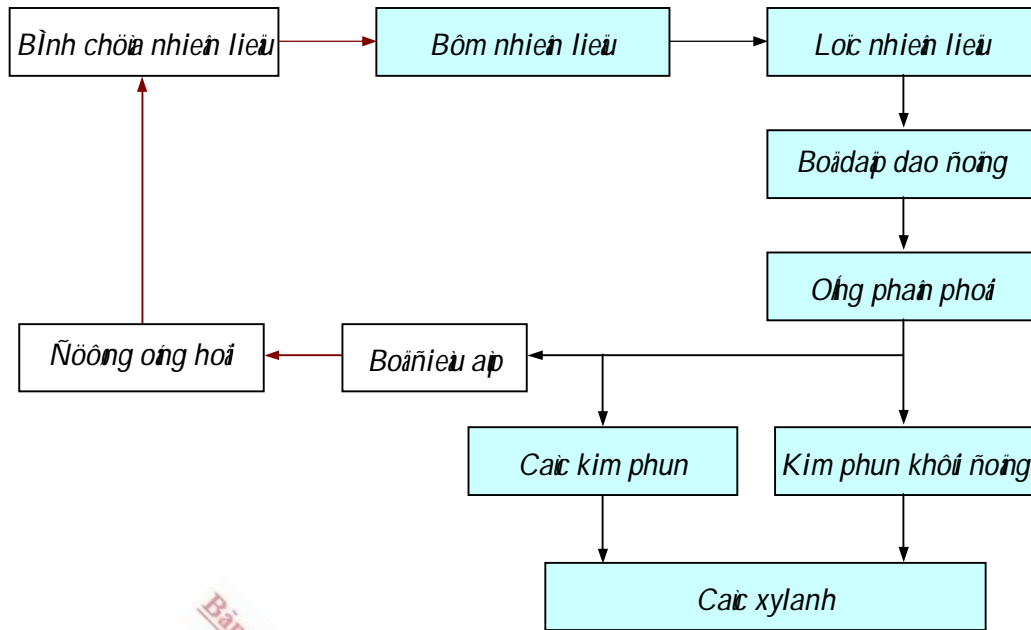 Bình chöùa nhieân lieäu
Bôm nhieân lieäu
Loïc nhieân lieäu
Boä daäp dao ñoäng
OÁng phaân phoái
Ñöôøng oáng hoài
Boä ñieàu aùp
Caùc kim phun
Kim phun khôûi ñoäng
Caùc xylanh
Bản